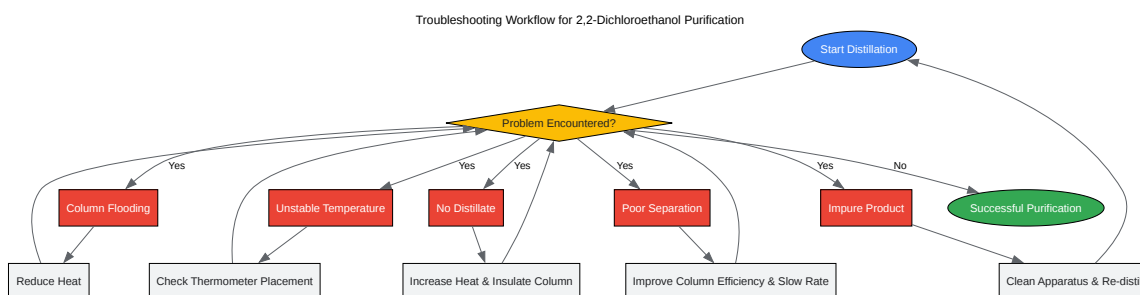 Troubleshooting Workflow for 2,2-Dichloroethanol Purification
Start Distillation
Problem Encountered?
Yes
Yes
Yes
Yes
Yes
No
Column Flooding
Unstable Temperature
No Distillate
Poor Separation
Impure Product
Successful Purification
Reduce Heat
Check Thermometer Placement
Increase Heat & Insulate Column
Improve Column Efficiency & Slow Rate
Clean Apparatus &